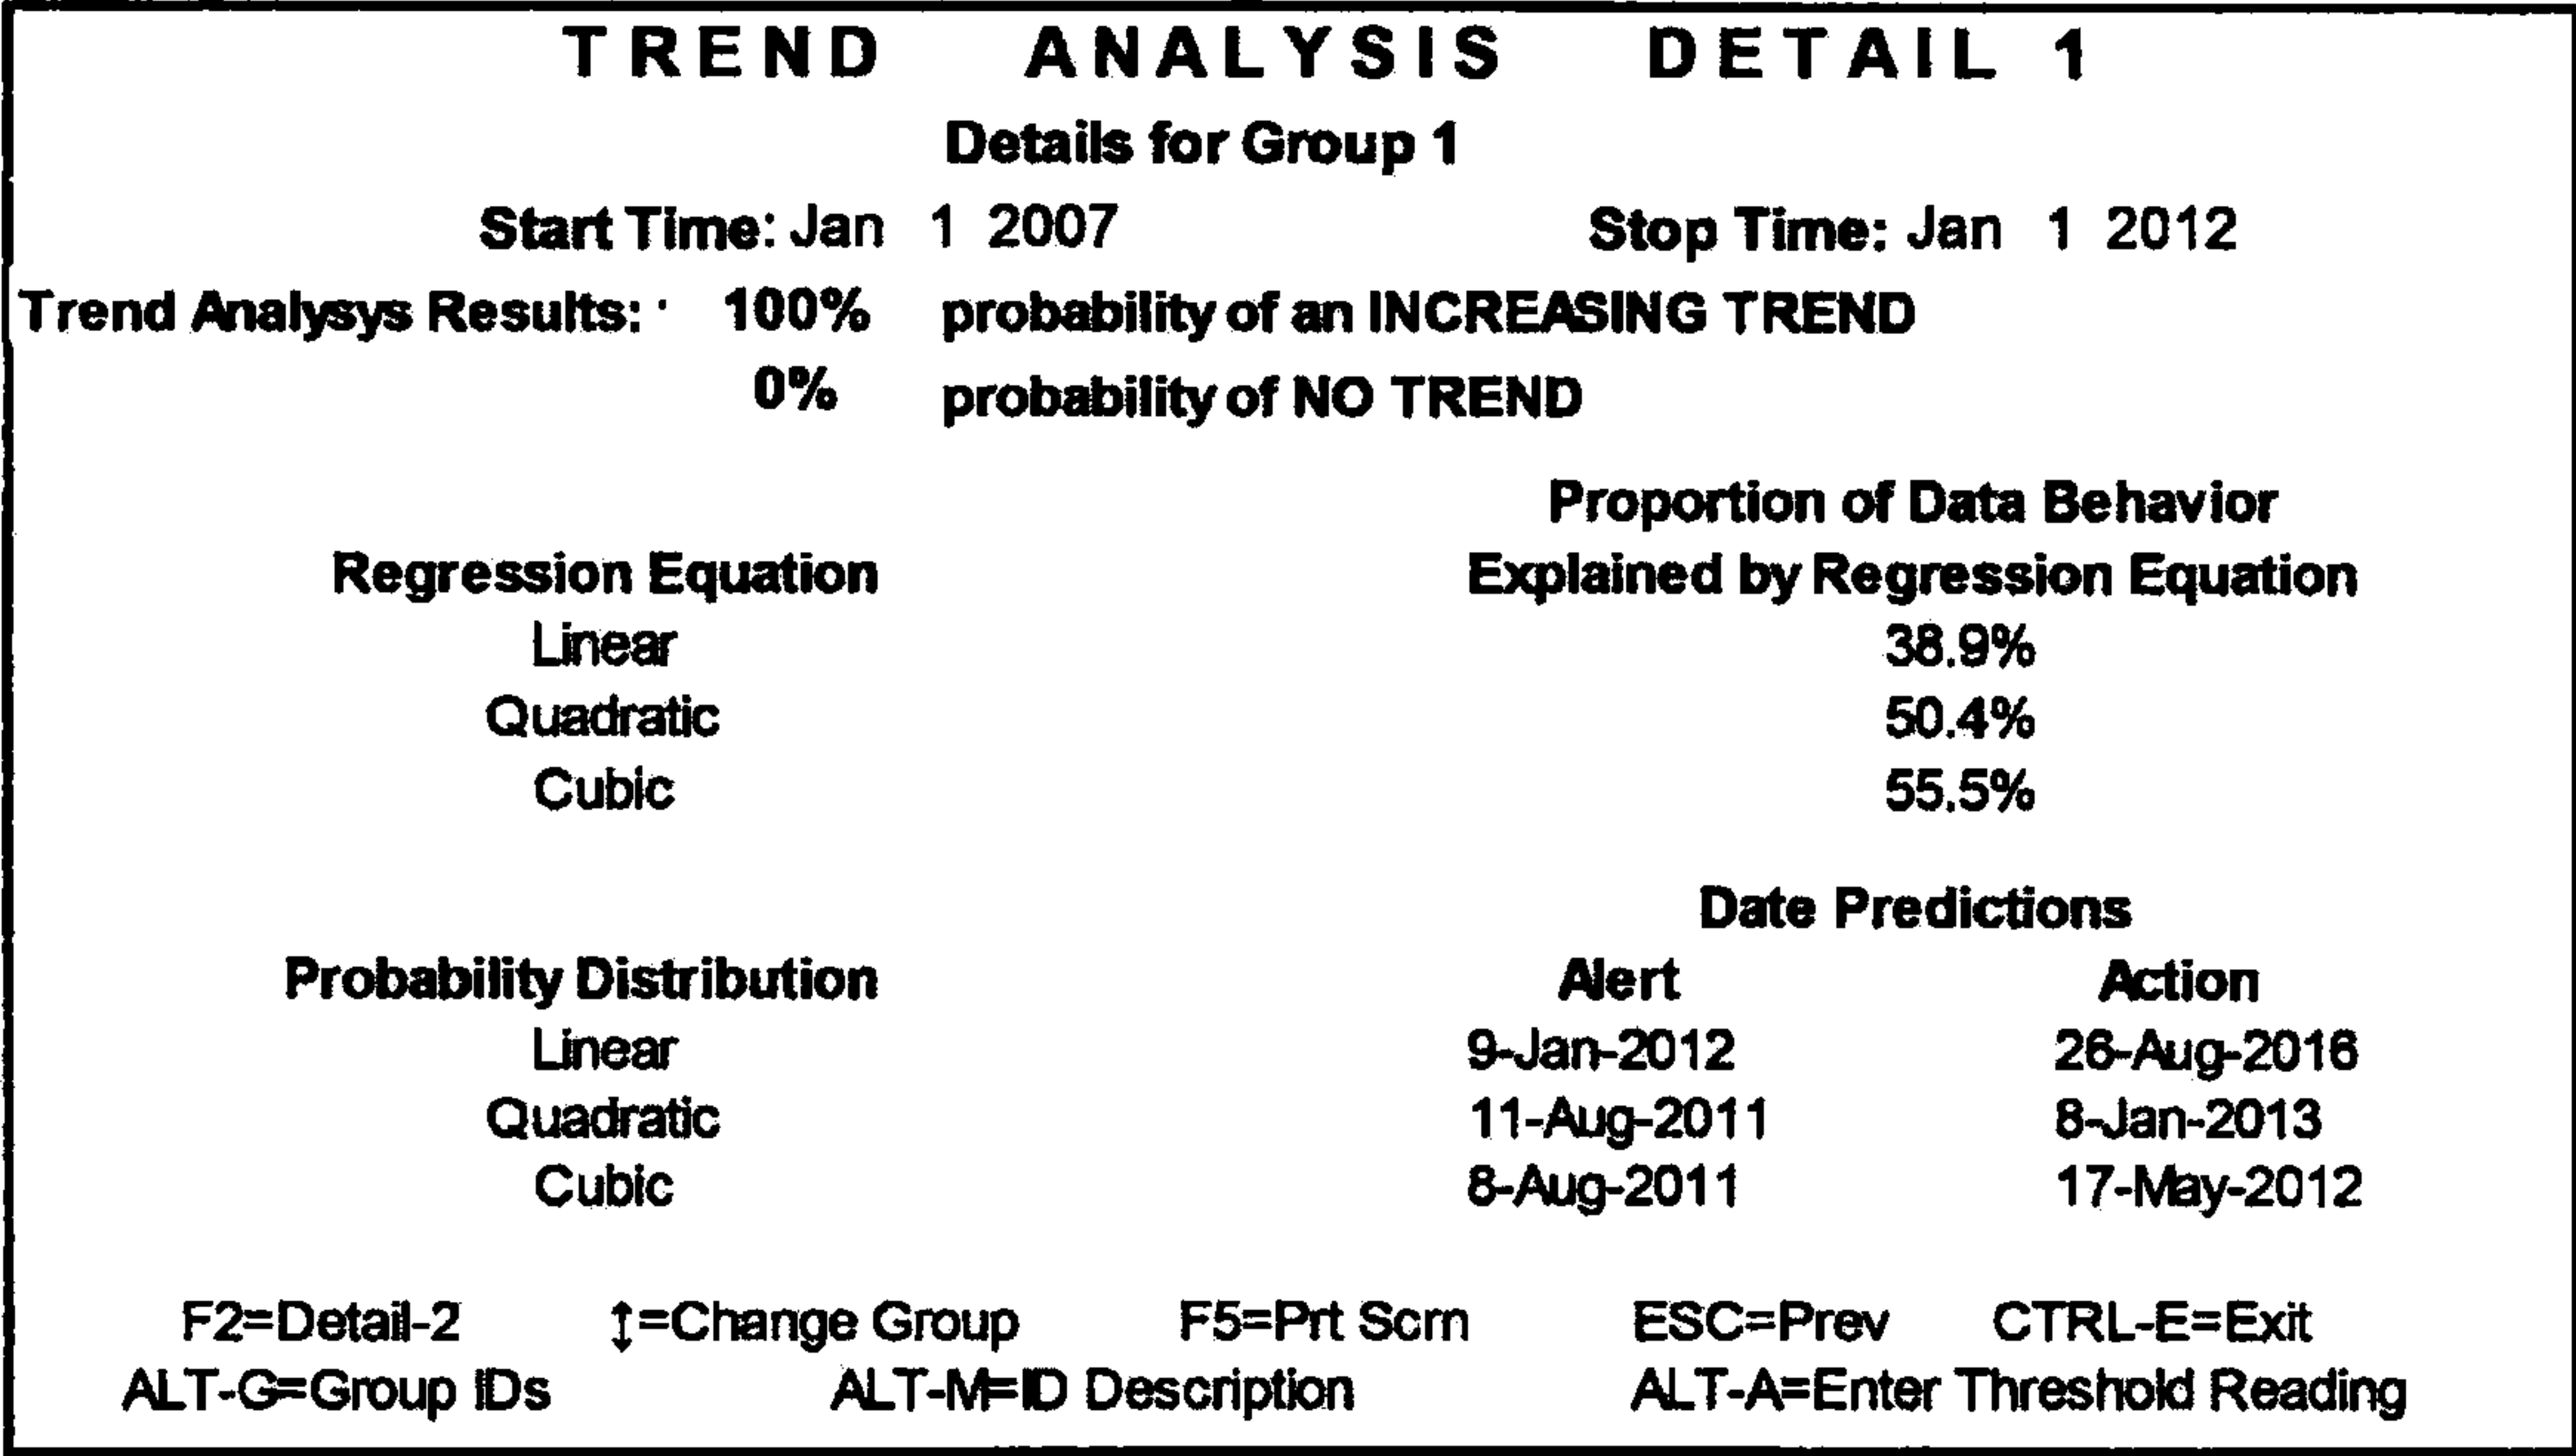 TREND ANALYSIS DETAIL 1
Details for Group 1
Start Time: Jan 1 2007 Stop Time: Jan 1 2012
Trend Analysys Results: 100% probability of an INCREASING TREND
0% probability of NO TREND
Proportion of Data Behavior
Regression Equation Explained by Regression Equation
Linear 38.9%
Quadratic 50.4%
Cubic 55.5%
Date Predictions
Probability Distribution Alert Action
Linear 9-Jan-2012 26-Aug-2016
Quadratic 11-Aug-2011 8-Jan-2013
Cubic 8-Aug-2011 17-May-2012
F2=Detail-2 ↕=Change Group F5=Prt Scrn ESC=Prev CTRL-E=Exit
ALT-G=Group IDs ALT-M=ID Description ALT-A=Enter Threshold Reading